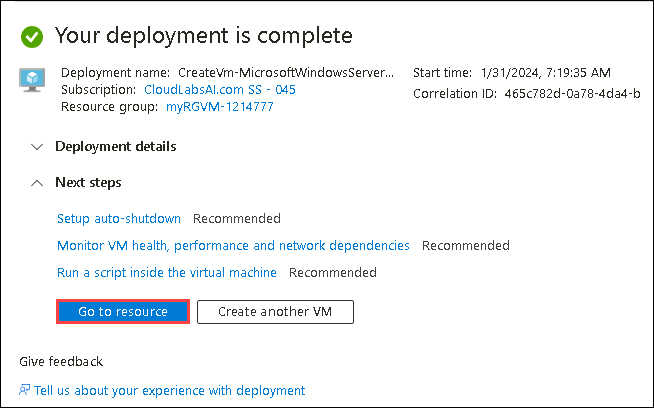 Your deployment is complete
Deployment name: CreateVm-MicrosoftWindowsServer...
Start time: 1/31/2024, 7:19:35 AM
Subscription: CloudLabsAI.com SS - 045
Correlation ID: 465c782d-0a78-4da4-b
Resource group: myRGVM-1214777
Deployment details
Next steps
Setup auto-shutdown Recommended
Monitor VM health, performance and network dependencies Recommended
Run a script inside the virtual machine Recommended
Go to resource Create another VM
Give feedback
Tell us about your experience with deployment